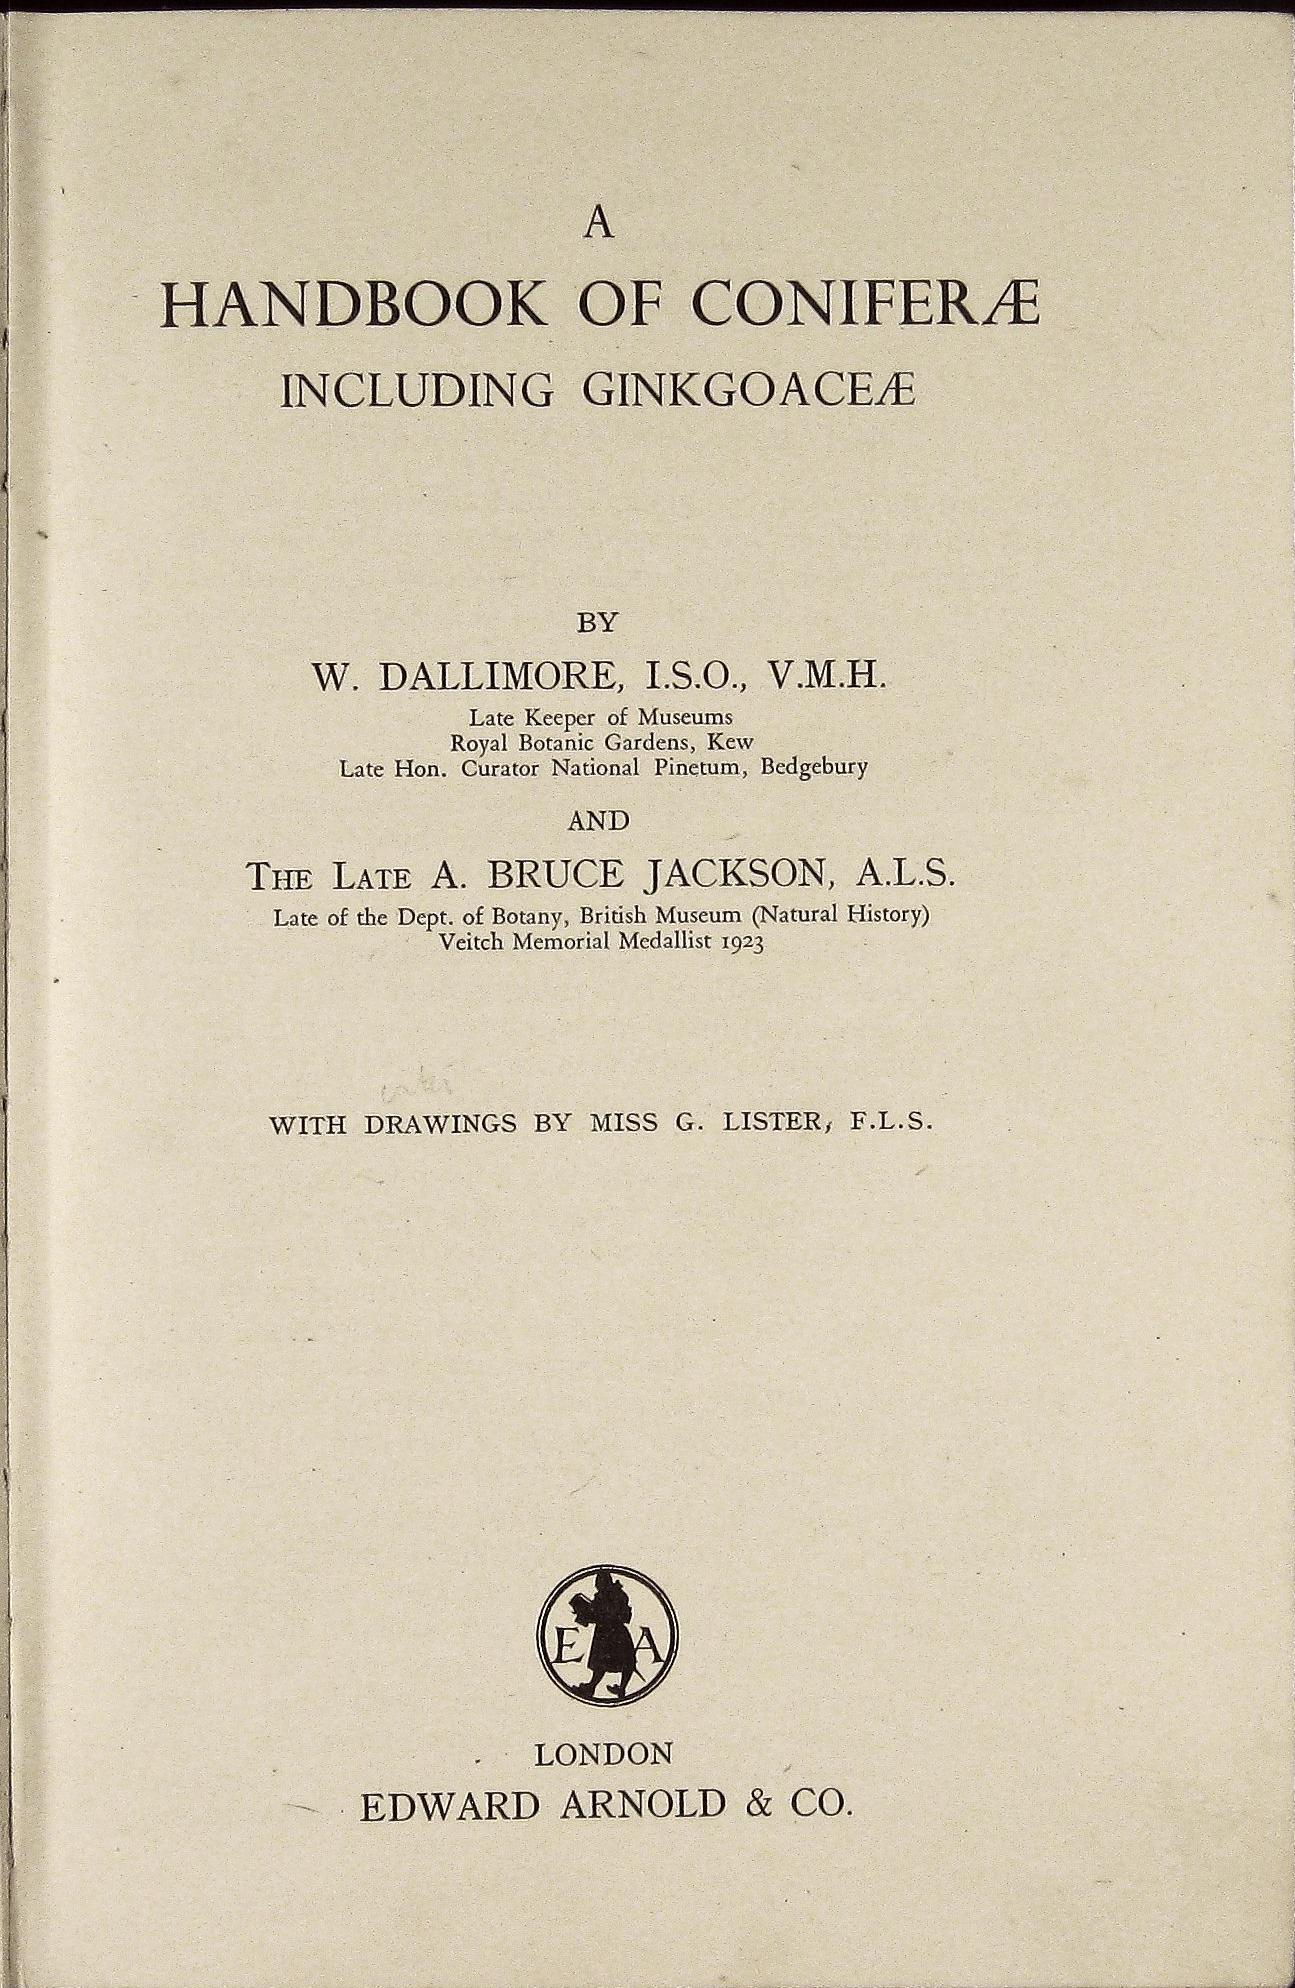 A
HANDBOOK OF CONIFERÆ
INCLUDING GINKGOACEÆ
BY
W. DALLIMORE, I.S.O., V.M.H.
Late Keeper of Museums
Royal Botanic Gardens, Kew
Late Hon. Curator National Pinetum, Bedgebury
AND
THE LATE A. BRUCE JACKSON, A.L.S.
Late of the Dept. of Botany, British Museum (Natural History)
Veitch Memorial Medallist 1923
WITH DRAWINGS BY MISS G. LISTER, F.L.S.
E A
LONDON
EDWARD ARNOLD & CO.